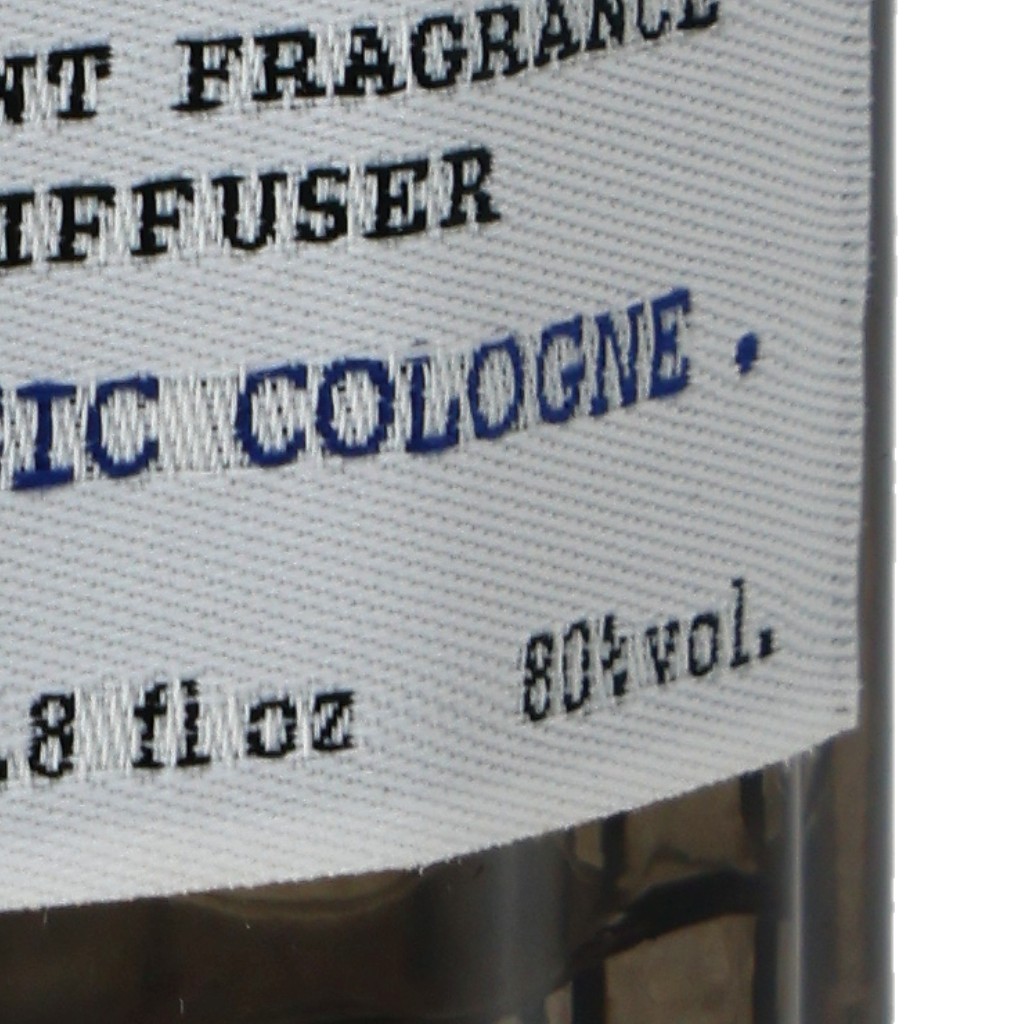 NT FRAGRANCE
IFFUSER
IC COLOGNE.
.8 fl oz 80%vol.